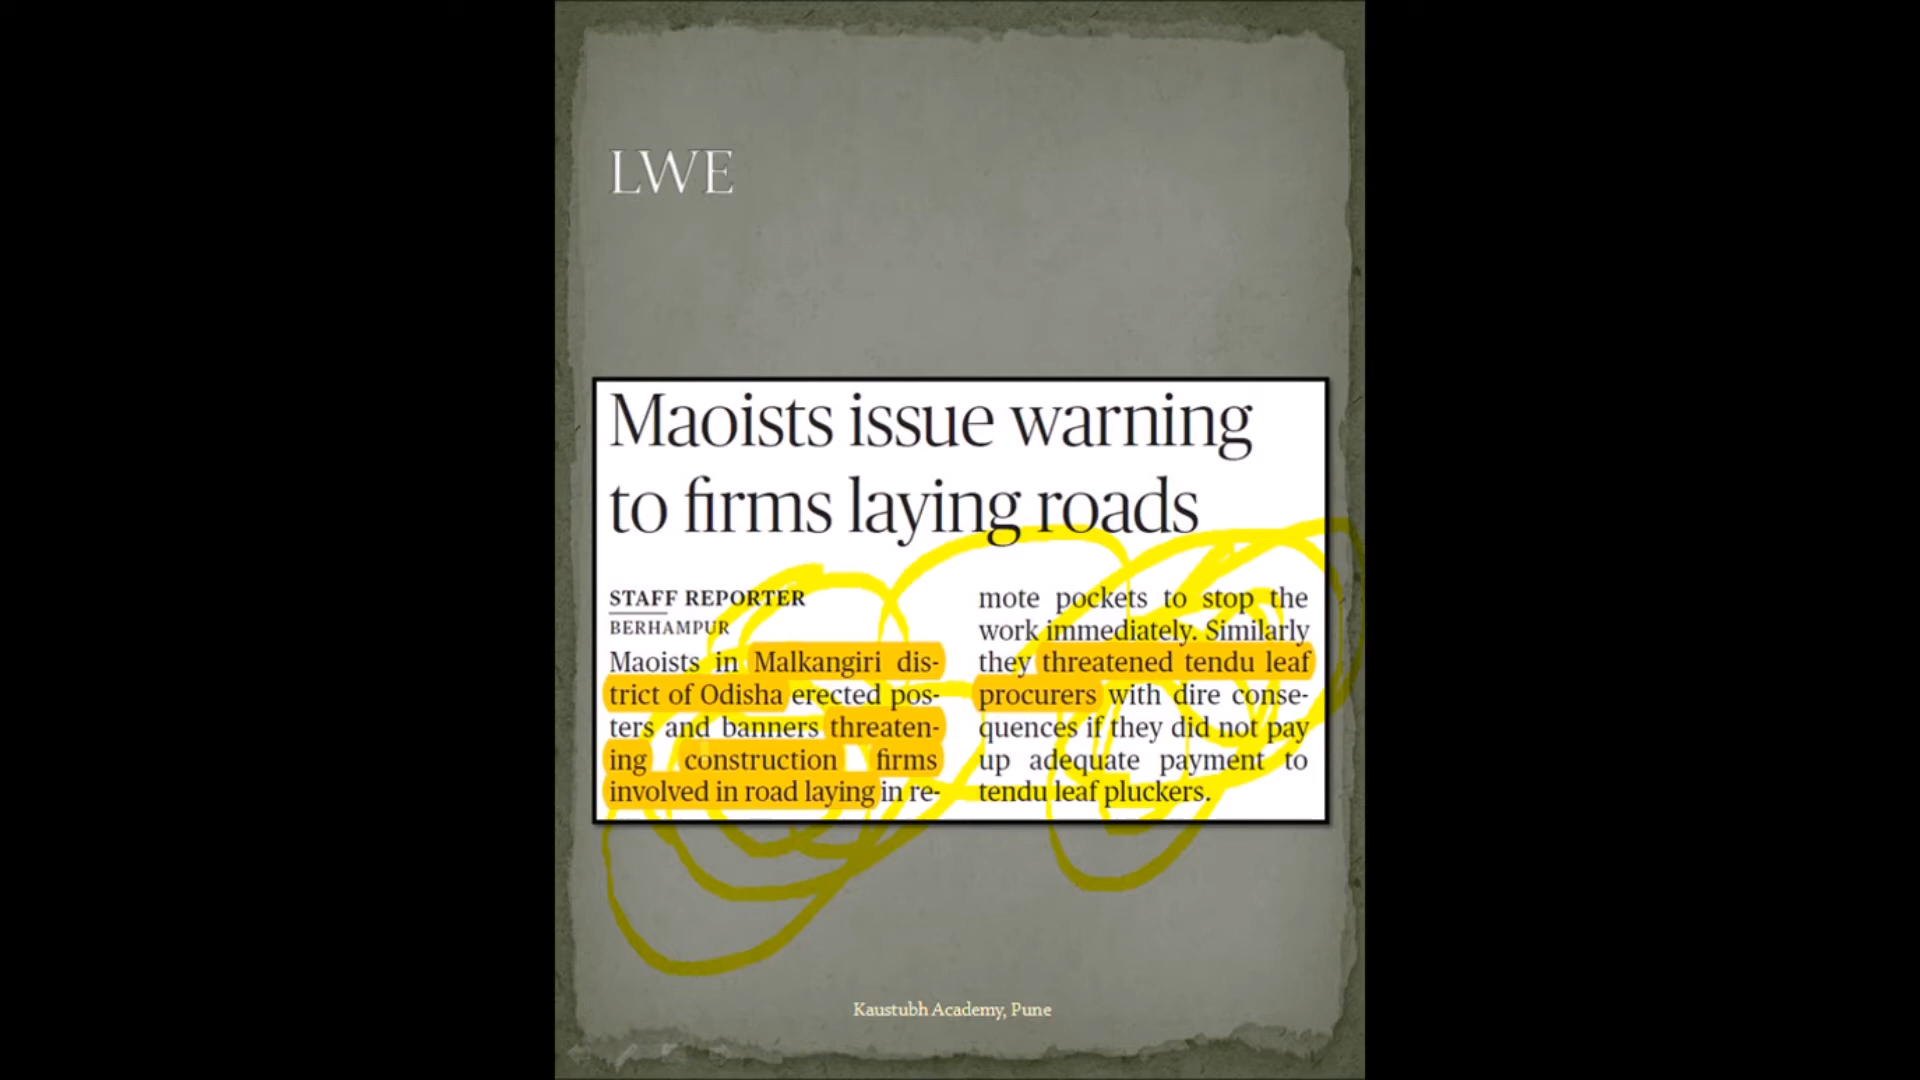 LWE
Maoists issue warning
to firms laying roads
STAFF REPORTER
BERHAMPUR
Maoists in Malkangiri dis-
trict of Odisha erected pos-
ters and banners threaten-
ing construction firms
involved in road laying in re-
mote pockets to stop the
work immediately. Similarly
they threatened tendu leaf
procurers with dire conse-
quences if they did not pay
up adequate payment to
tendu leaf pluckers.
Kaustubh Academy, Pune